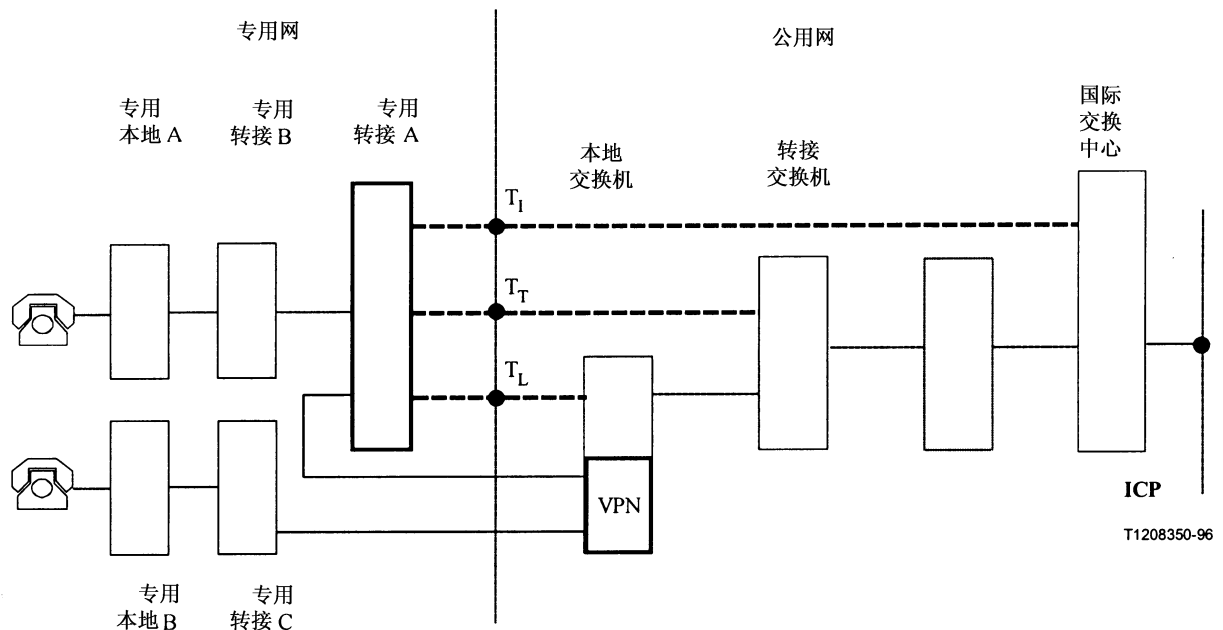 专用网
公用网
专用
本地 A
专用
转接 B
专用
转接 A
本地
交换机
转接
交换机
国际
交换
中心
T_I
T_T
T_L
VPN
ICP
T1208350-96
专用
本地 B
专用
转接 C